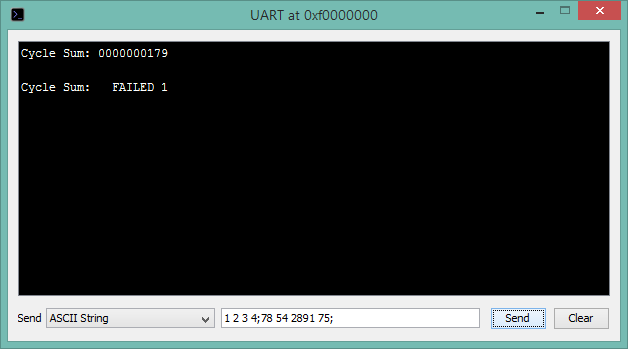 UART at 0xf0000000
Cycle Sum: 0000000179
Cycle Sum:   FAILED 1
Send ASCII String 1 2 3 4;78 54 2891 75; Send Clear